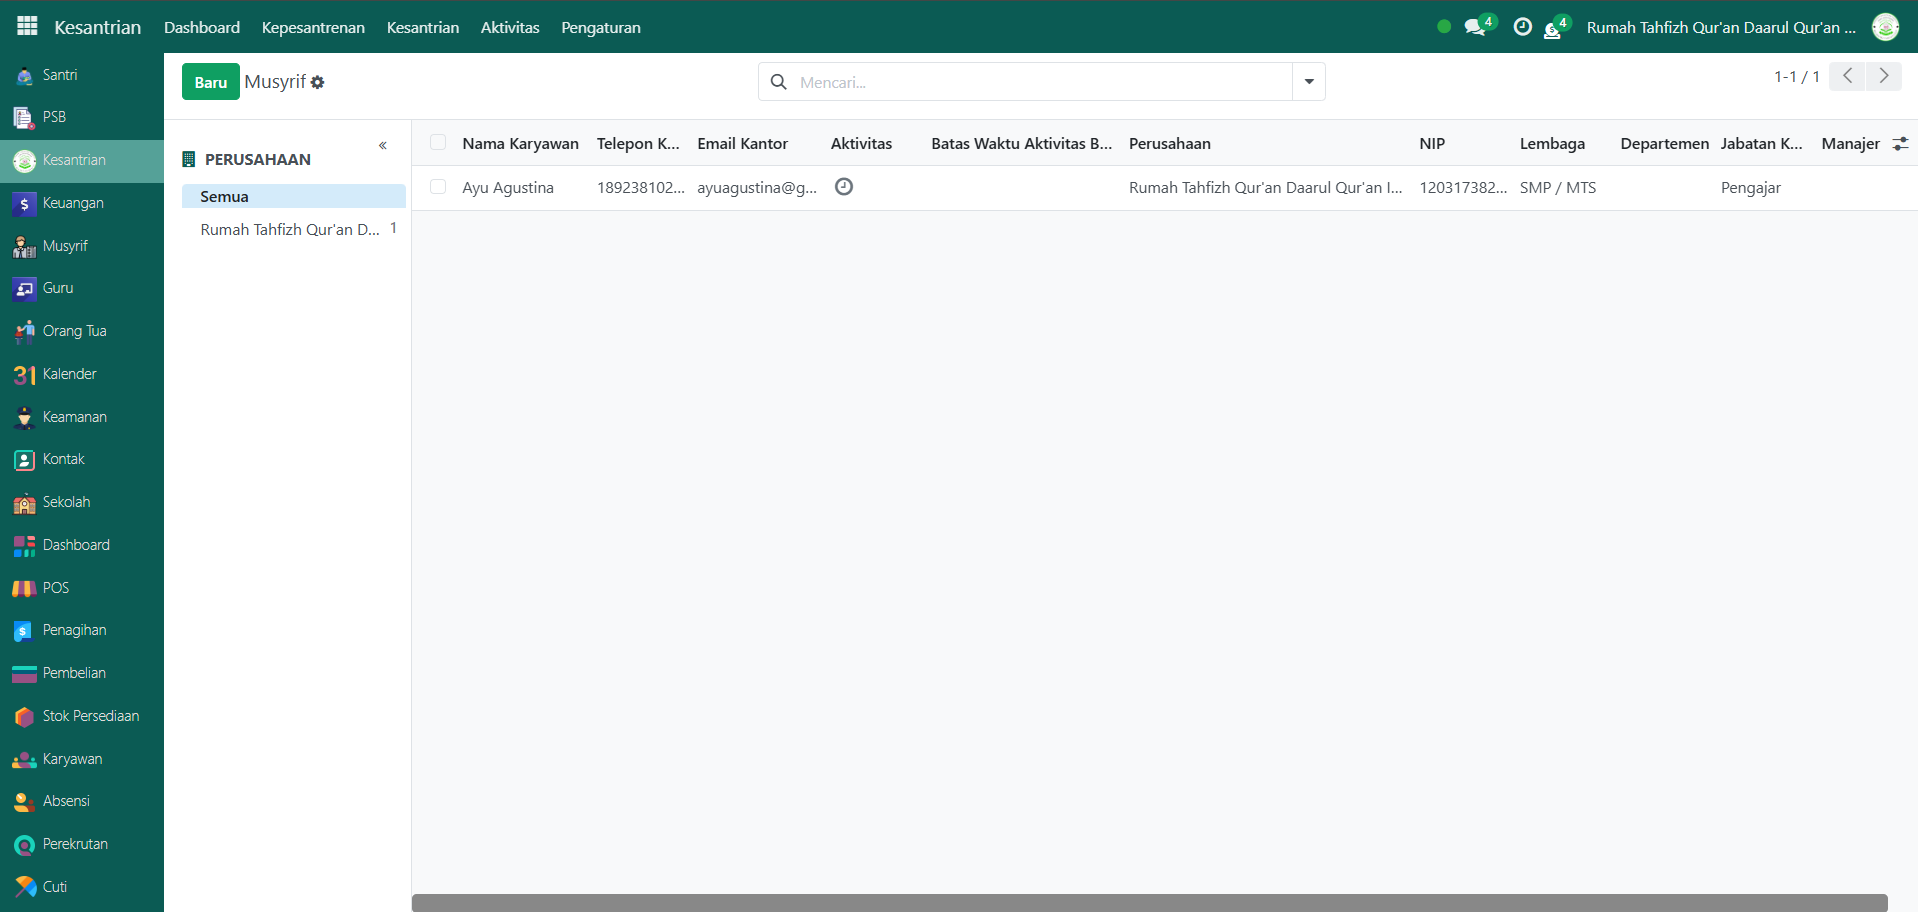 Kesantrian Dashboard Kepesantrenan Kesantrian Aktivitas Pengaturan 4 4 Rumah Tahfizh Qur'an Daarul Qur'an ...
Santri
PSB
Kesantrian
Keuangan
Musyrif
Guru
Orang Tua
31 Kalender
Keamanan
Kontak
Sekolah
Dashboard
POS
Penagihan
Pembelian
Stok Persediaan
Karyawan
Absensi
Perekrutan
Cuti
Baru Musyrif Mencari... 1-1 / 1
« PERUSAHAAN
Semua
Rumah Tahfizh Qur'an D... 1
Nama Karyawan Telepon K... Email Kantor Aktivitas Batas Waktu Aktivitas B... Perusahaan NIP Lembaga Departemen Jabatan K... Manajer
Ayu Agustina 189238102... ayuagustina@g... Rumah Tahfizh Qur'an Daarul Qur'an I... 120317382... SMP / MTS Pengajar